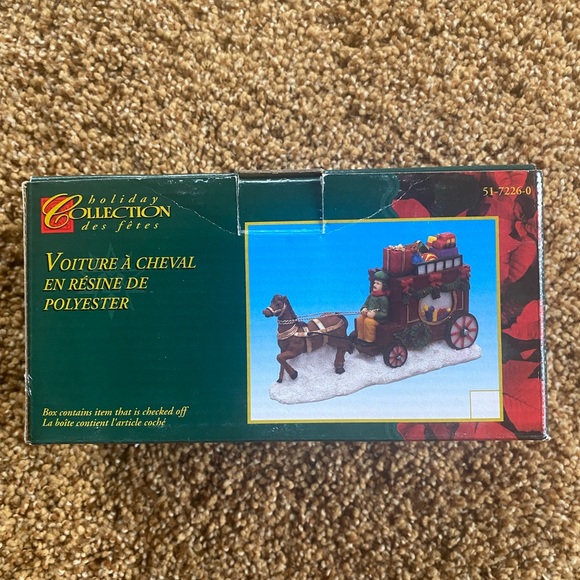 holiday
COLLECTION
des fêtes
51-7226-0
VOITURE À CHEVAL
EN RÉSINE DE
POLYESTER
Box contains item that is checked off
La boîte contient l'article coché